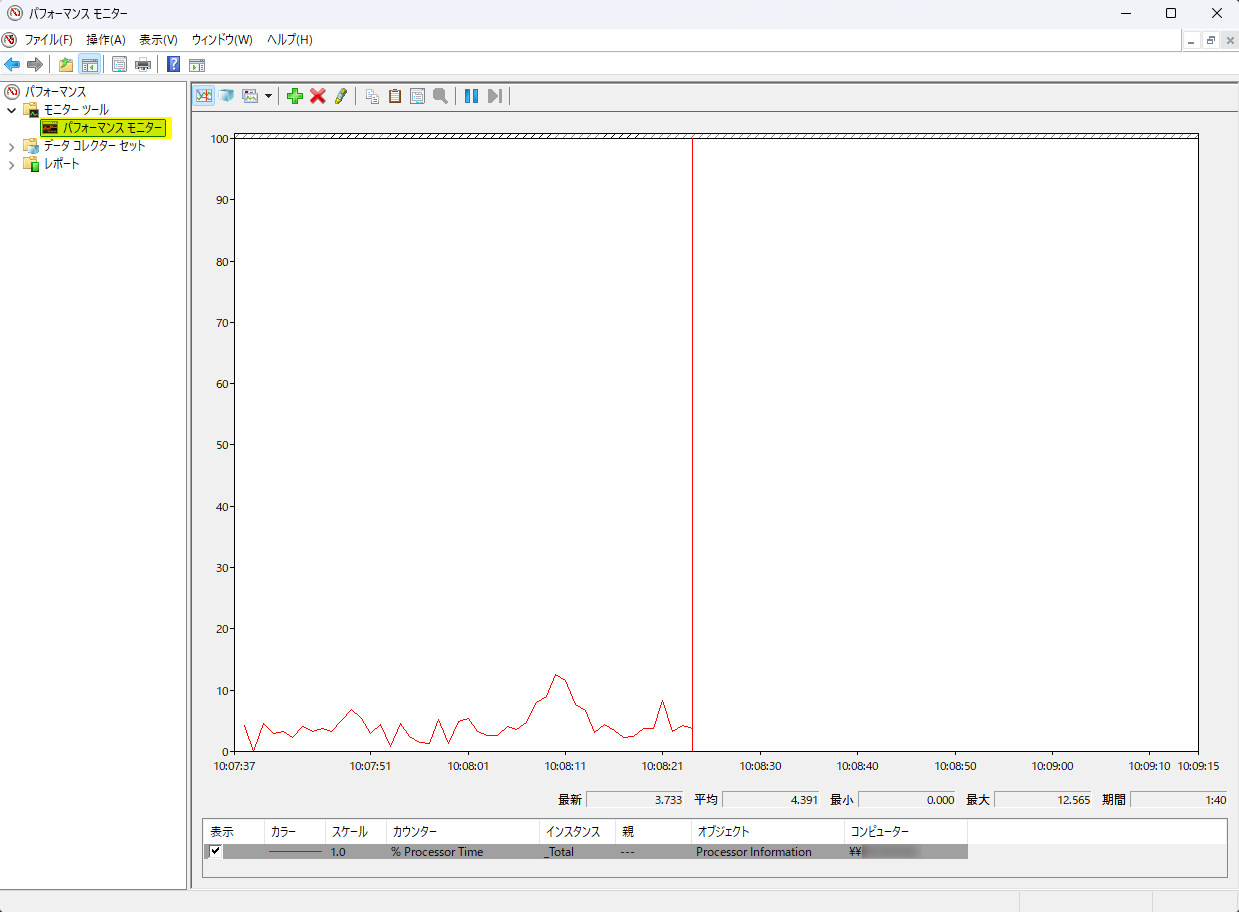 パフォーマンス モニター
ファイル(F) 操作(A) 表示(V) ウィンドウ(W) ヘルプ(H)
パフォーマンス
モニター ツール
パフォーマンス モニター
データ コレクター セット
レポート
100
90
80
70
60
50
40
30
20
10
0
10:07:37 10:07:51 10:08:01 10:08:11 10:08:21 10:08:30 10:08:40 10:08:50 10:09:00 10:09:10 10:09:15
最新 3.733 平均 4.391 最小 0.000 最大 12.565 期間 1:40
表示 カラー スケール カウンター インスタンス 親 オブジェクト コンピューター
1.0 % Processor Time _Total --- Processor Information ¥¥